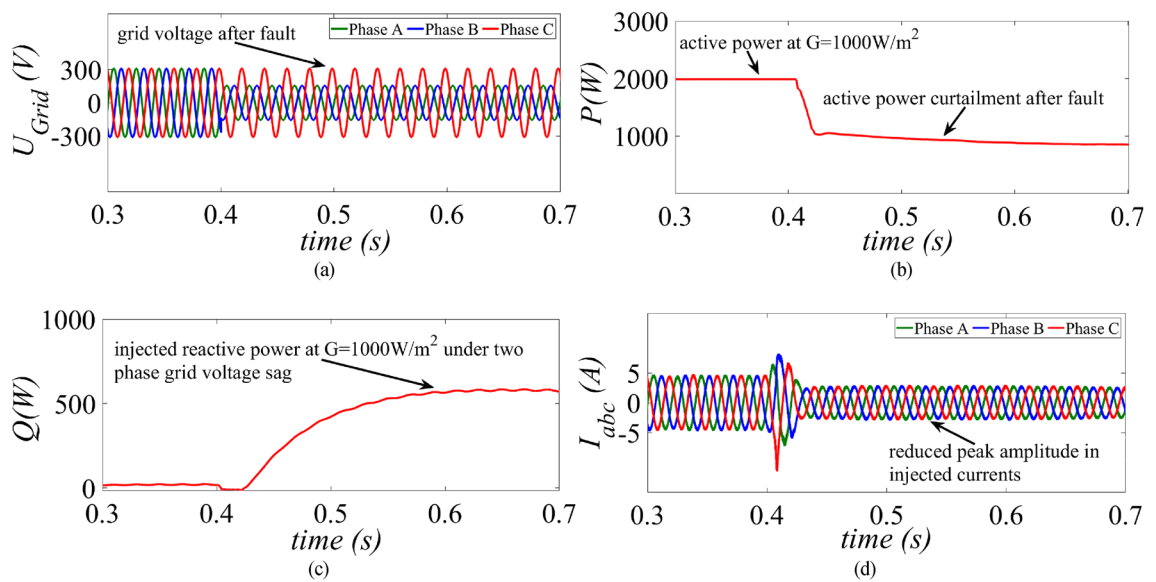 grid voltage after fault
Phase A Phase B Phase C
U_Grid (V)
300
0
-300
0.3 0.4 0.5 0.6 0.7
time (s)
(a)
P(W)
3000
2000
1000
active power at G=1000W/m²
active power curtailment after fault
0.3 0.4 0.5 0.6 0.7
time (s)
(b)
Q(W)
1000
500
0
injected reactive power at G=1000W/m² under two
phase grid voltage sag
0.3 0.4 0.5 0.6 0.7
time (s)
(c)
I_abc (A)
Phase A Phase B Phase C
5
0
-5
reduced peak amplitude in
injected currents
0.3 0.4 0.5 0.6 0.7
time (s)
(d)